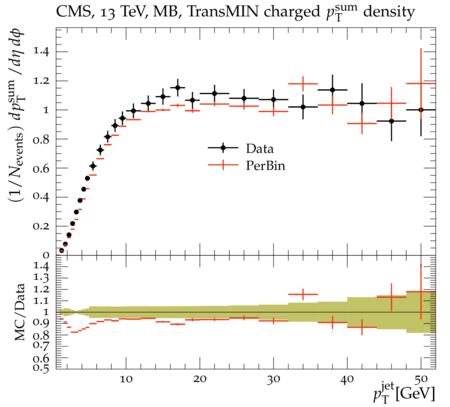 CMS, 13 TeV, MB, TransMIN charged p_T^sum density
(1/N_events) dp_T^sum/dη dϕ
1.4
1.2
1
0.8
0.6
0.4
0.2
0
Data
PerBin
MC/Data
1.4
1.3
1.2
1.1
1
0.9
0.8
0.7
0.6
0.5
10 20 30 40 50
p_T^jet [GeV]